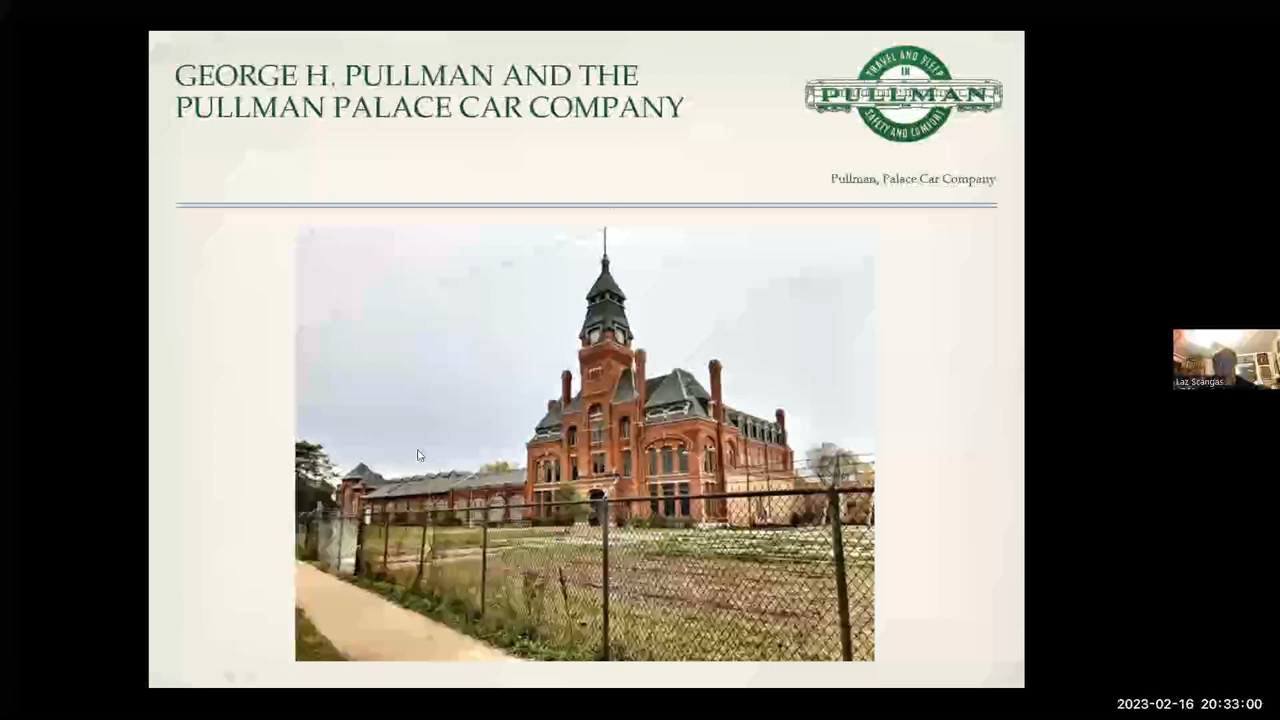 GEORGE H. PULLMAN AND THE
PULLMAN PALACE CAR COMPANY
TRAVEL AND SLEEP
IN
PULLMAN
SAFETY AND COMFORT
Pullman, Palace Car Company
Laz Scangas
2023-02-16 20:33:00